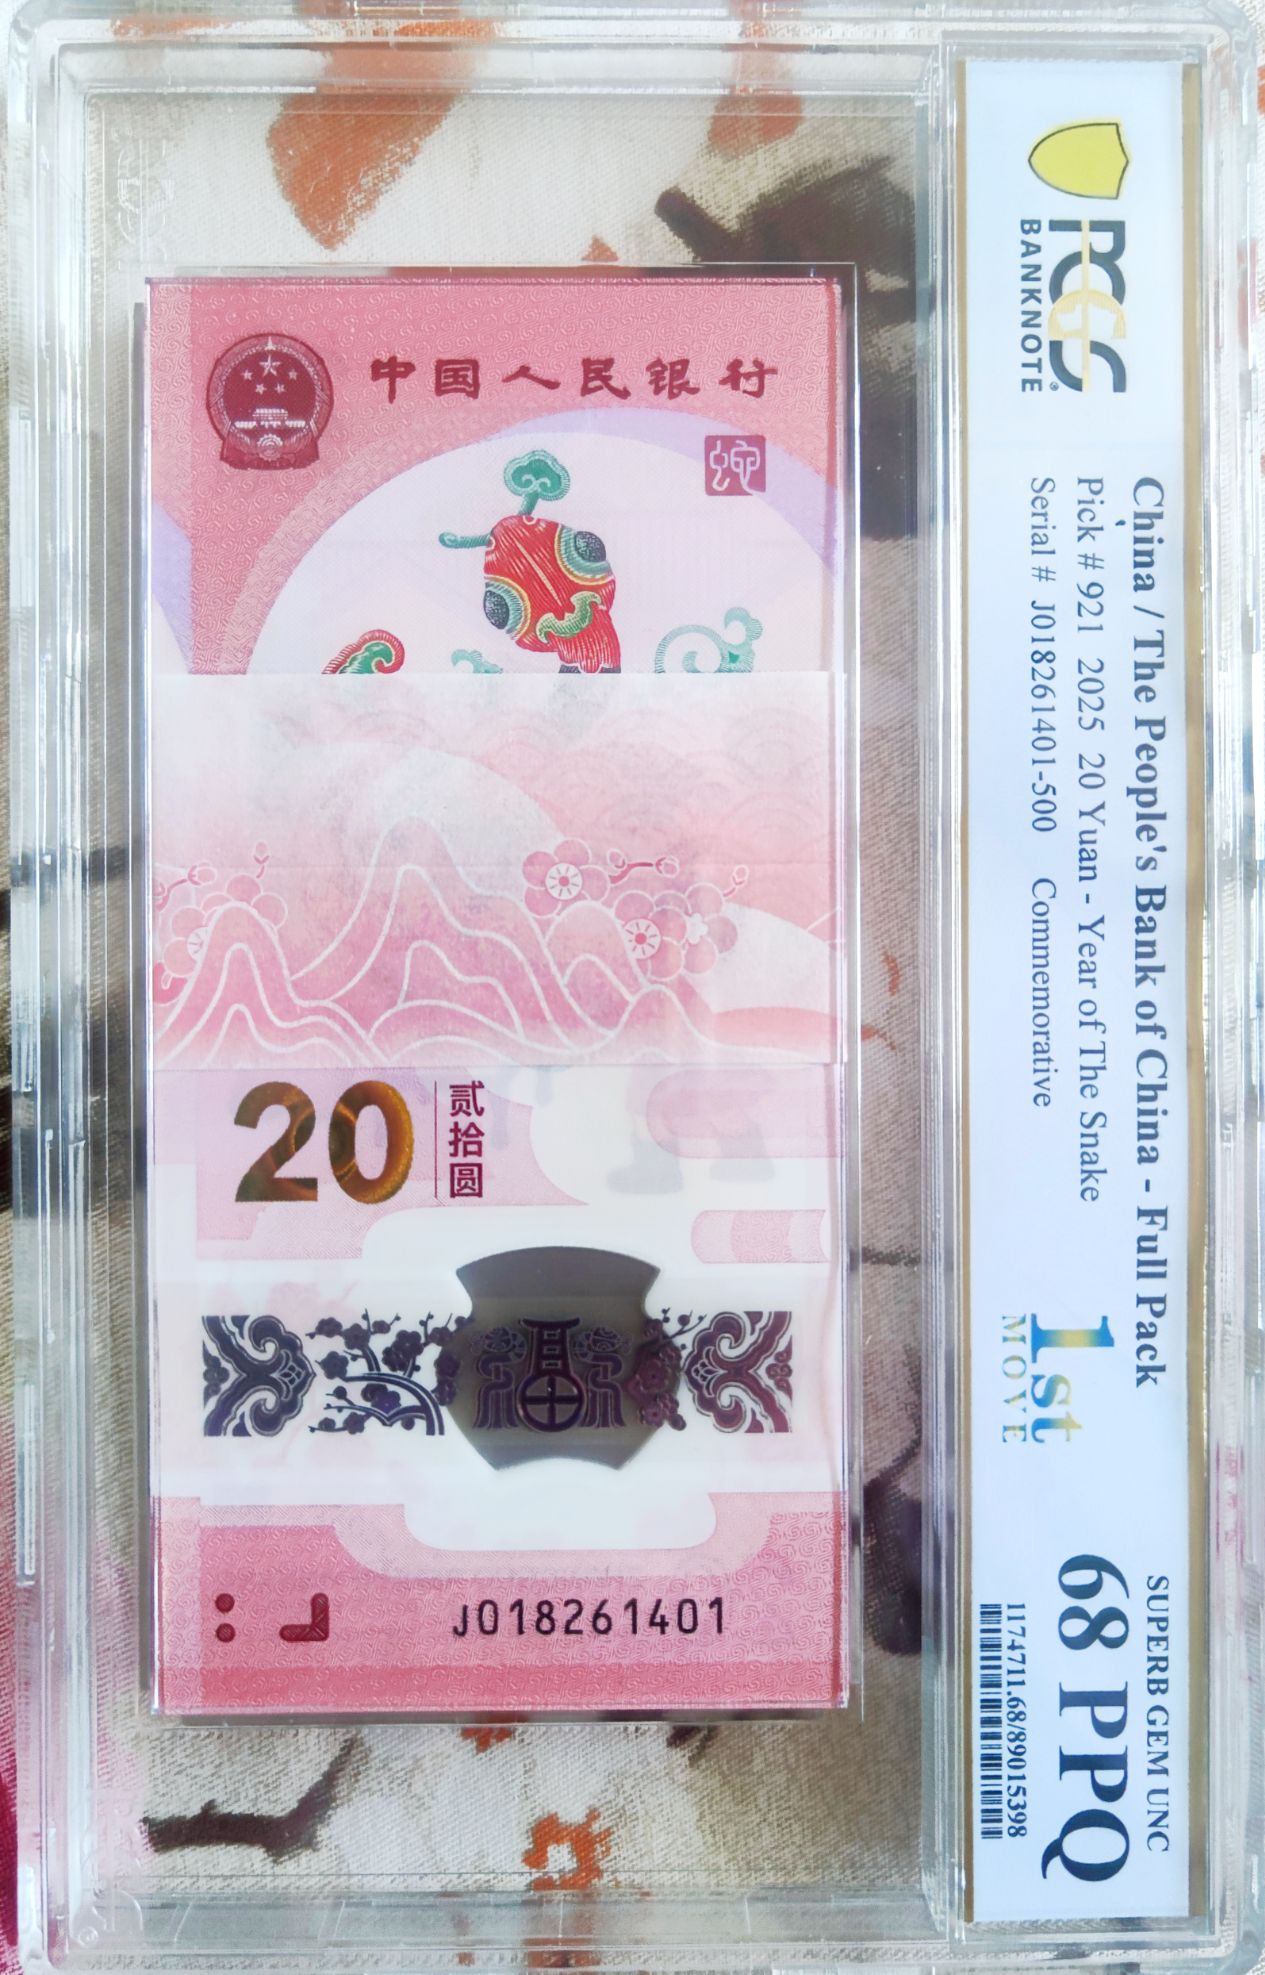 PCGS
BANKNOTE
China / The People's Bank of China - Full Pack
Pick # 921 2025 20 Yuan - Year of The Snake
Serial # J018261401-500 Commemorative
1st
MOVE
SUPERB GEM UNC
68 PPQ
1174711.68/89015398
中国人民银行
蛇
20
贰拾圆
J018261401